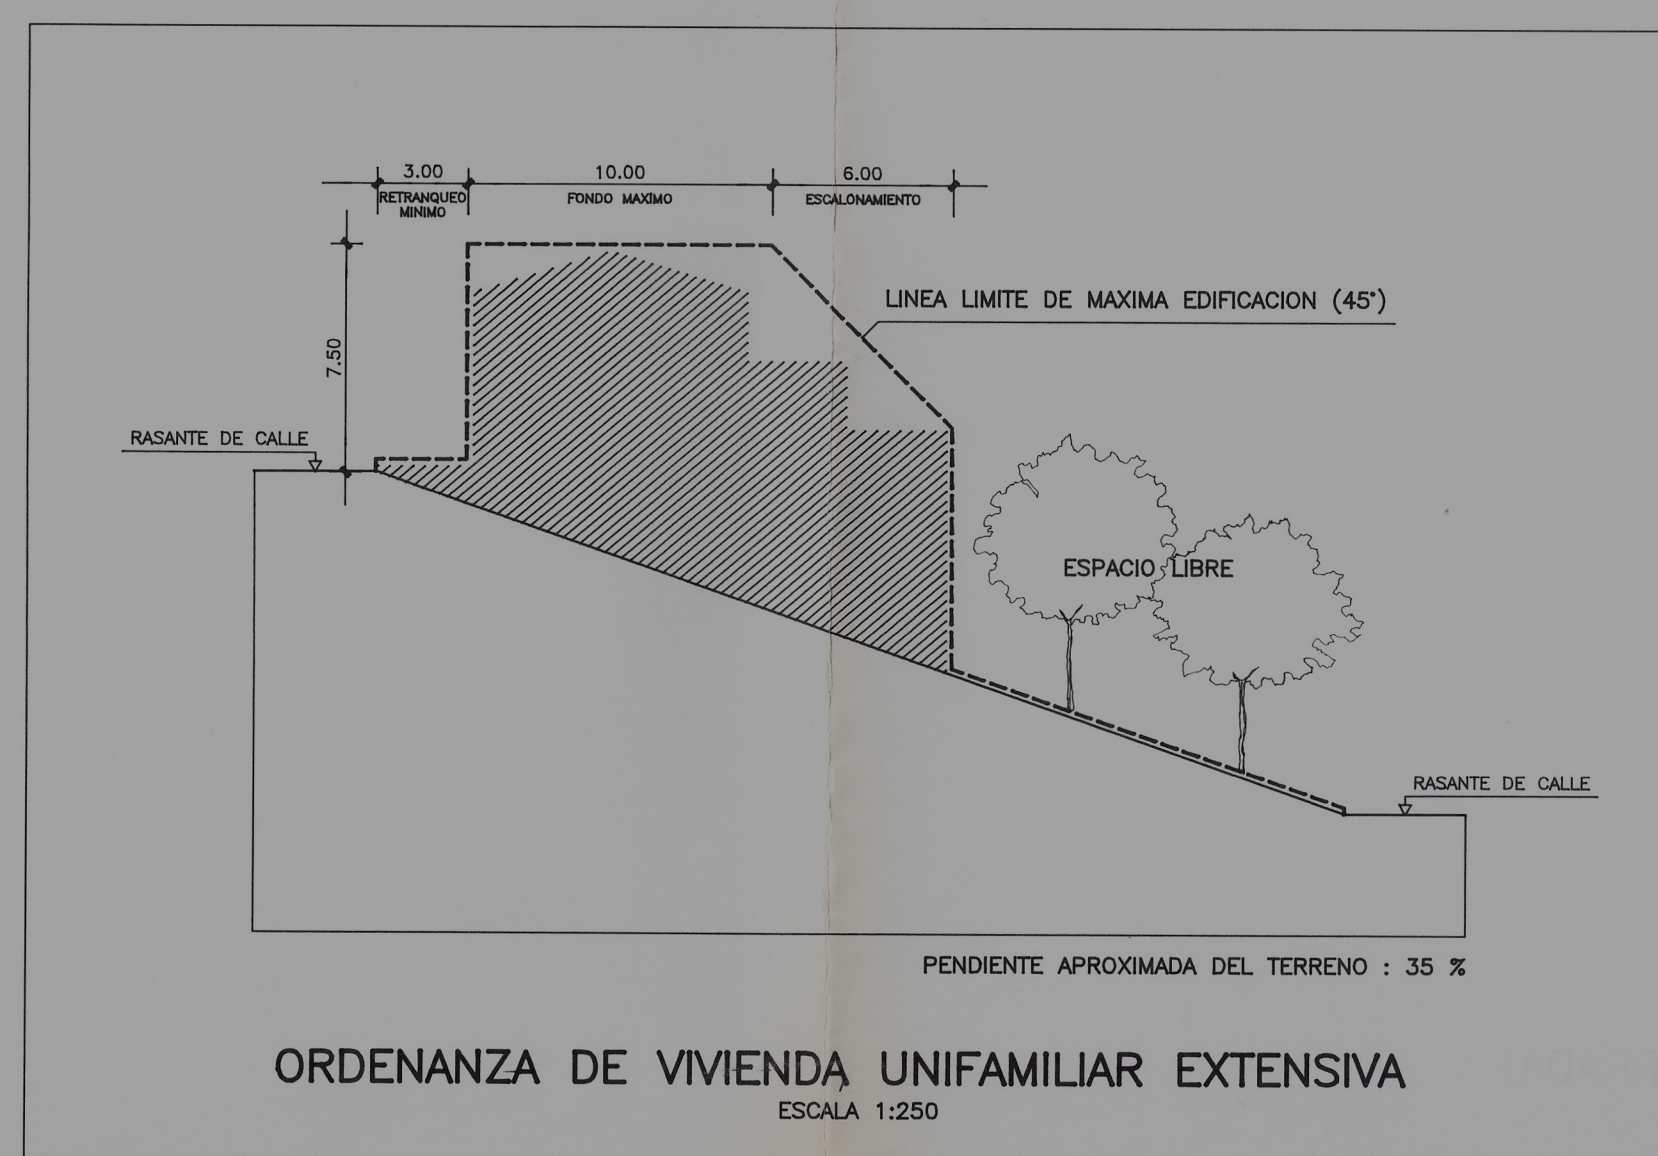 3.00
10.00
6.00
RETRANQUEO
MINIMO
FONDO MAXIMO
ESCALONAMIENTO
LINEA LIMITE DE MAXIMA EDIFICACION (45°)
7.50
RASANTE DE CALLE
ESPACIO LIBRE
RASANTE DE CALLE
PENDIENTE APROXIMADA DEL TERRENO : 35 %
ORDENANZA DE VIVIENDA UNIFAMILIAR EXTENSIVA
ESCALA 1:250